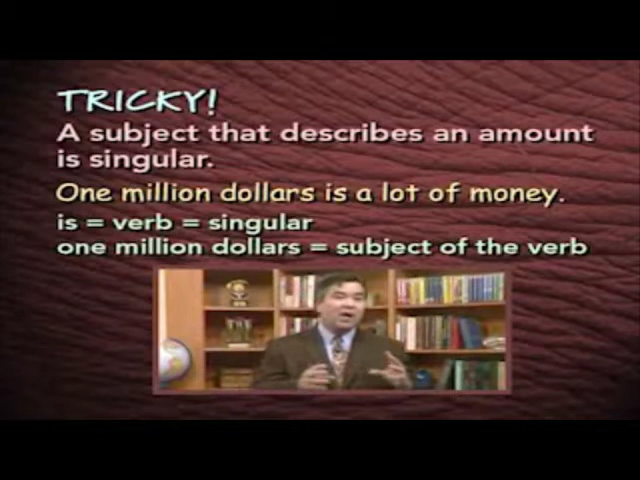 TRICKY!
A subject that describes an amount
is singular.
One million dollars is a lot of money.
is = verb = singular
one million dollars = subject of the verb